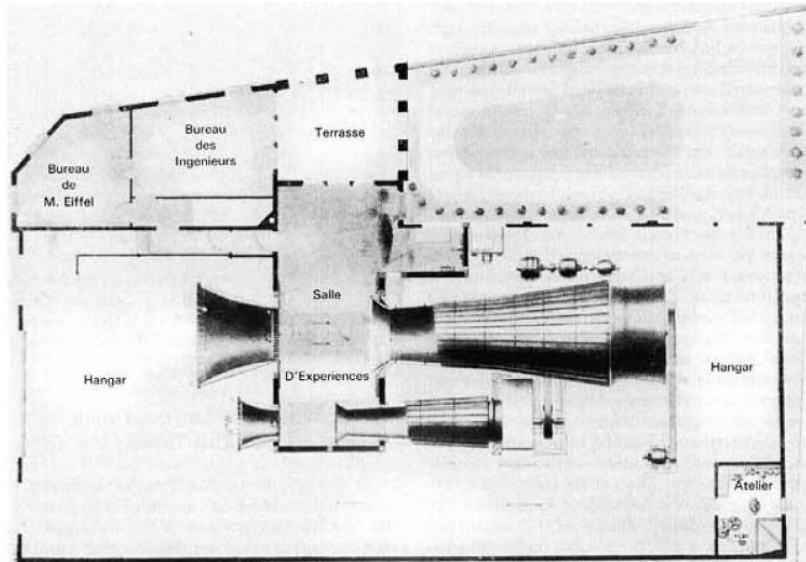 Bureau
des
Ingenieurs
Terrasse
Bureau
de
M. Eiffel
Salle
Hangar
D'Experiences
Hangar
Atelier